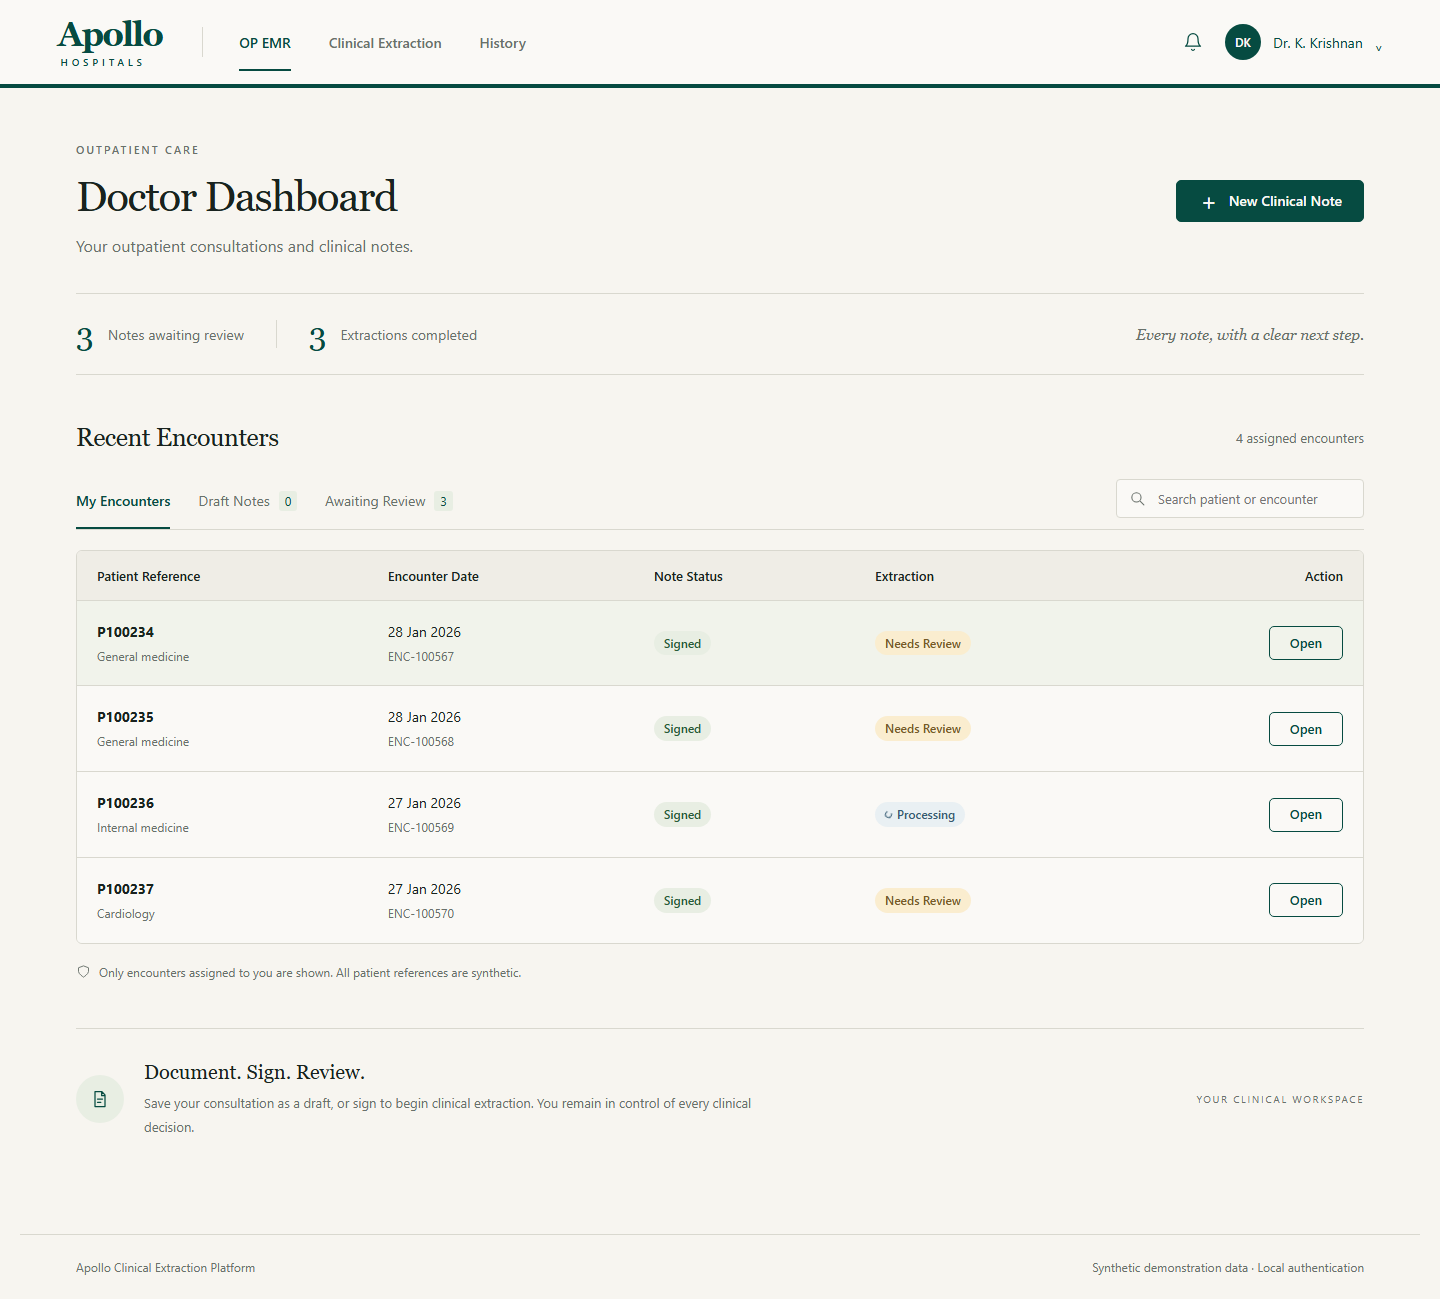 Apollo
HOSPITALS
OP EMR
Clinical Extraction
History
DK
Dr. K. Krishnan
OUTPATIENT CARE
Doctor Dashboard
+ New Clinical Note
Your outpatient consultations and clinical notes.
3 Notes awaiting review
3 Extractions completed
Every note, with a clear next step.
Recent Encounters
4 assigned encounters
My Encounters
Draft Notes 0
Awaiting Review 3
Search patient or encounter
Patient Reference Encounter Date Note Status Extraction Action
P100234 28 Jan 2026
General medicine ENC-100567
Signed Needs Review Open
P100235 28 Jan 2026
General medicine ENC-100568
Signed Needs Review Open
P100236 27 Jan 2026
Internal medicine ENC-100569
Signed Processing Open
P100237 27 Jan 2026
Cardiology ENC-100570
Signed Needs Review Open
Only encounters assigned to you are shown. All patient references are synthetic.
Document. Sign. Review.
Save your consultation as a draft, or sign to begin clinical extraction. You remain in control of every clinical
decision.
YOUR CLINICAL WORKSPACE
Apollo Clinical Extraction Platform
Synthetic demonstration data · Local authentication